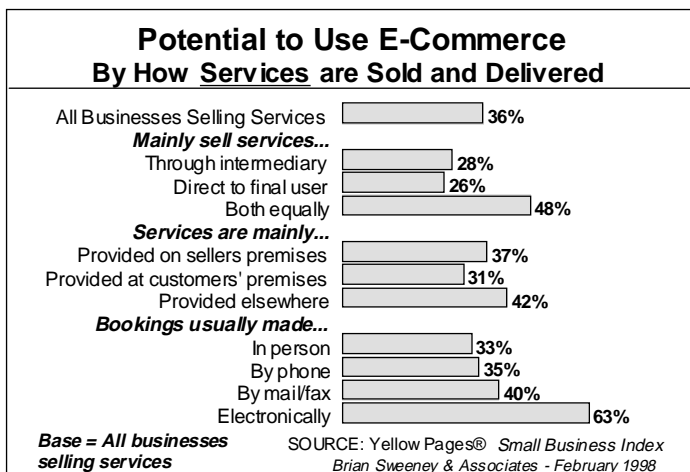 Potential to Use E-Commerce
By How Services are Sold and Delivered
All Businesses Selling Services 36%
Mainly sell services...
Through intermediary 28%
Direct to final user 26%
Both equally 48%
Services are mainly...
Provided on sellers premises 37%
Provided at customers' premises 31%
Provided elsewhere 42%
Bookings usually made...
In person 33%
By phone 35%
By mail/fax 40%
Electronically 63%
Base = All businesses
selling services
SOURCE: Yellow Pages® Small Business Index
Brian Sweeney & Associates - February 1998